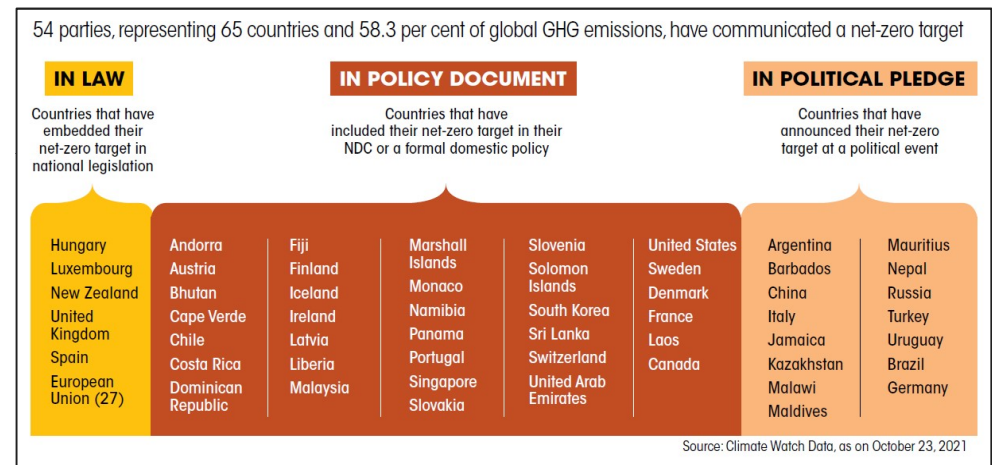 54 parties, representing 65 countries and 58.3 per cent of global GHG emissions, have communicated a net-zero target
IN LAW
Countries that have
embedded their
net-zero target in
national legislation
Hungary
Luxembourg
New Zealand
United
Kingdom
Spain
European
Union (27)
IN POLICY DOCUMENT
Countries that have
included their net-zero target in their
NDC or a formal domestic policy
Andorra
Austria
Bhutan
Cape Verde
Chile
Costa Rica
Dominican
Republic
Fiji
Finland
Iceland
Ireland
Latvia
Liberia
Malaysia
Marshall
Islands
Monaco
Namibia
Panama
Portugal
Singapore
Slovakia
Slovenia
Solomon
Islands
South Korea
Sri Lanka
Switzerland
United Arab
Emirates
United States
Sweden
Denmark
France
Laos
Canada
IN POLITICAL PLEDGE
Countries that have
announced their net-zero
target at a political event
Argentina
Barbados
China
Italy
Jamaica
Kazakhstan
Malawi
Maldives
Mauritius
Nepal
Russia
Turkey
Uruguay
Brazil
Germany
Source: Climate Watch Data, as on October 23, 2021